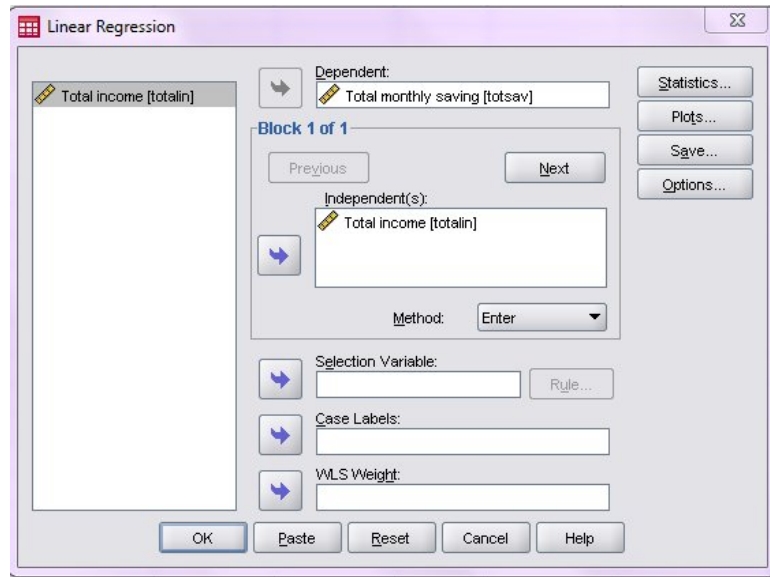 Linear Regression
Total income [totalin]
Dependent:
Total monthly saving [totsav]
Block 1 of 1
Previous
Next
Independent(s):
Total income [totalin]
Method:
Enter
Selection Variable:
Rule...
Case Labels:
WLS Weight:
Statistics...
Plots...
Save...
Options...
OK
Paste
Reset
Cancel
Help